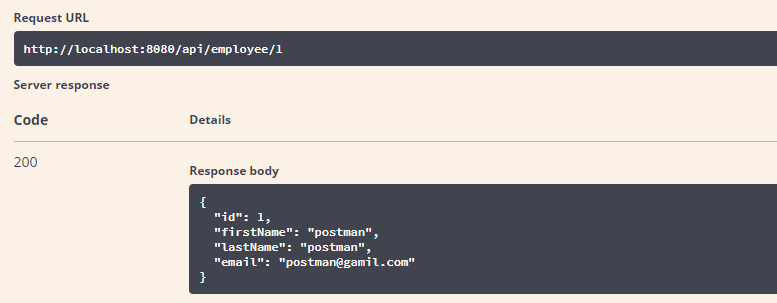 Request URL
http://localhost:8080/api/employee/1
Server response
Code Details
200
Response body
{
"id": 1,
"firstName": "postman",
"lastName": "postman",
"email": "postman@gamil.com"
}